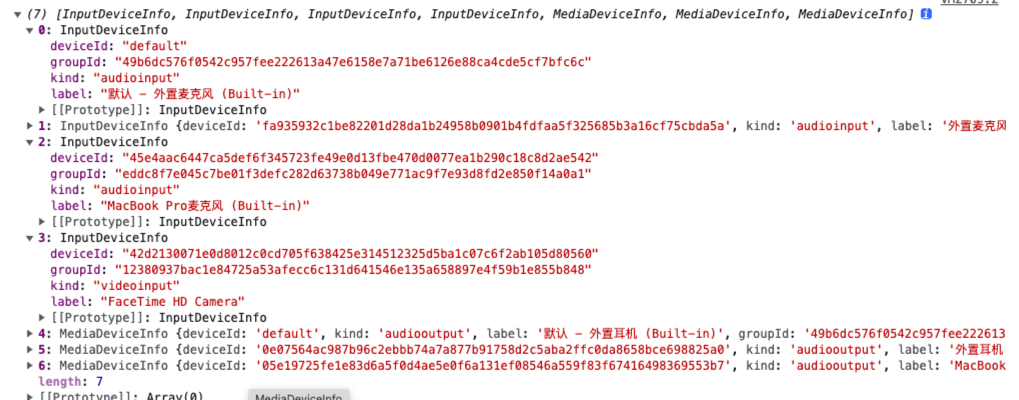 (7) [InputDeviceInfo, InputDeviceInfo, InputDeviceInfo, InputDeviceInfo, MediaDeviceInfo, MediaDeviceInfo, MediaDeviceInfo] i
0: InputDeviceInfo
deviceId: "default"
groupId: "49b6dc576f0542c957fee222613a47e6158e7a71be6126e88ca4cde5cf7bfc6c"
kind: "audioinput"
label: "默认 - 外置麦克风 (Built-in)"
[[Prototype]]: InputDeviceInfo
1: InputDeviceInfo {deviceId: 'fa935932c1be82201d28da1b24958b0901b4fdfaa5f325685b3a16cf75cbda5a', kind: 'audioinput', label: '外置麦克风
2: InputDeviceInfo
deviceId: "45e4aac6447ca5def6f345723fe49e0d13fbe470d0077ea1b290c18c8d2ae542"
groupId: "eddc8f7e045c7be01f3defc282d63738b049e771ac9f7e93d8fd2e850f14a0a1"
kind: "audioinput"
label: "MacBook Pro麦克风 (Built-in)"
[[Prototype]]: InputDeviceInfo
3: InputDeviceInfo
deviceId: "42d2130071e0d8012c0cd705f638425e314512325d5ba1c07c6f2ab105d80560"
groupId: "12380937bac1e84725a53afecc6c131d641546e135a658897e4f59b1e855b848"
kind: "videoinput"
label: "FaceTime HD Camera"
[[Prototype]]: InputDeviceInfo
4: MediaDeviceInfo {deviceId: 'default', kind: 'audiooutput', label: '默认 - 外置耳机 (Built-in)', groupId: '49b6dc576f0542c957fee222613
5: MediaDeviceInfo {deviceId: '0e07564ac987b96c2ebbb74a7a877b91758d2c5aba2ffc0da8658bce698825a0', kind: 'audiooutput', label: '外置耳机
6: MediaDeviceInfo {deviceId: '05e19725fe1e83d6a5f0d4ae5e0f6a131ef08546a559f83f67416498369553b7', kind: 'audiooutput', label: 'MacBook
length: 7
[[Prototype]]: Array(0)
MediaDeviceInfo